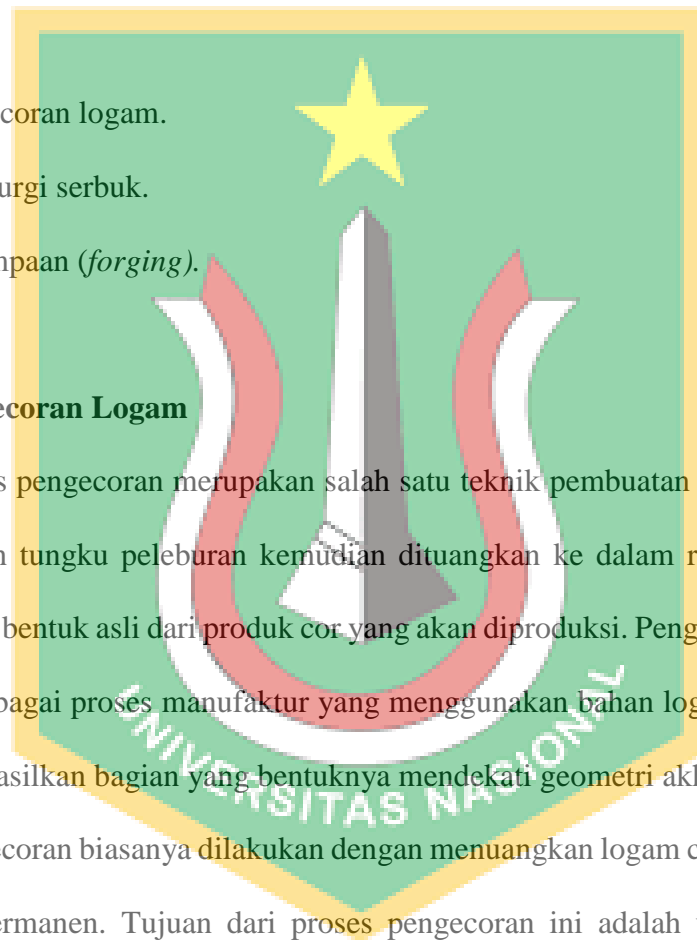 coran logam.
urgi serbuk.
npaan (forging).
ecoran Logam
s pengecoran merupakan salah satu teknik pembuatan
n tungku peleburan kemudian dituangkan ke dalam r
bentuk asli dari produk cor yang akan diproduksi. Peng
bagai proses manufaktur yang menggunakan bahan log
asilkan bagian yang bentuknya mendekati geometri akh
ecoran biasanya dilakukan dengan menuangkan logam c
ermanen. Tujuan dari proses pengecoran ini adalah
UNIVERSITAS NASIONAL